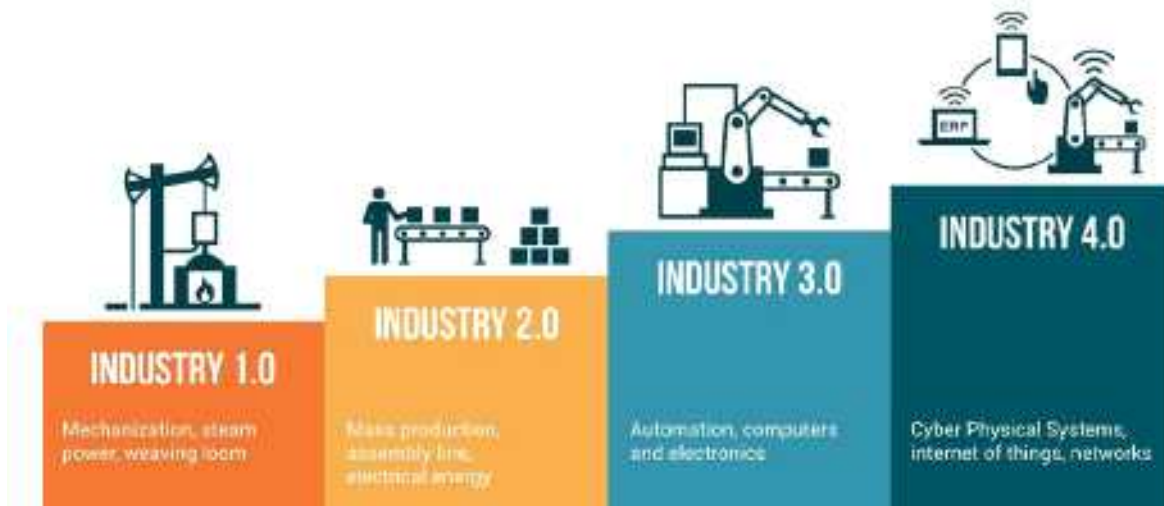 ERP
INDUSTRY 1.0
Mechanization, steam
power, weaving loom
INDUSTRY 2.0
Mass production,
assembly line,
electrical energy
INDUSTRY 3.0
Automation, computers
and electronics
INDUSTRY 4.0
Cyber Physical Systems,
internet of things, networks